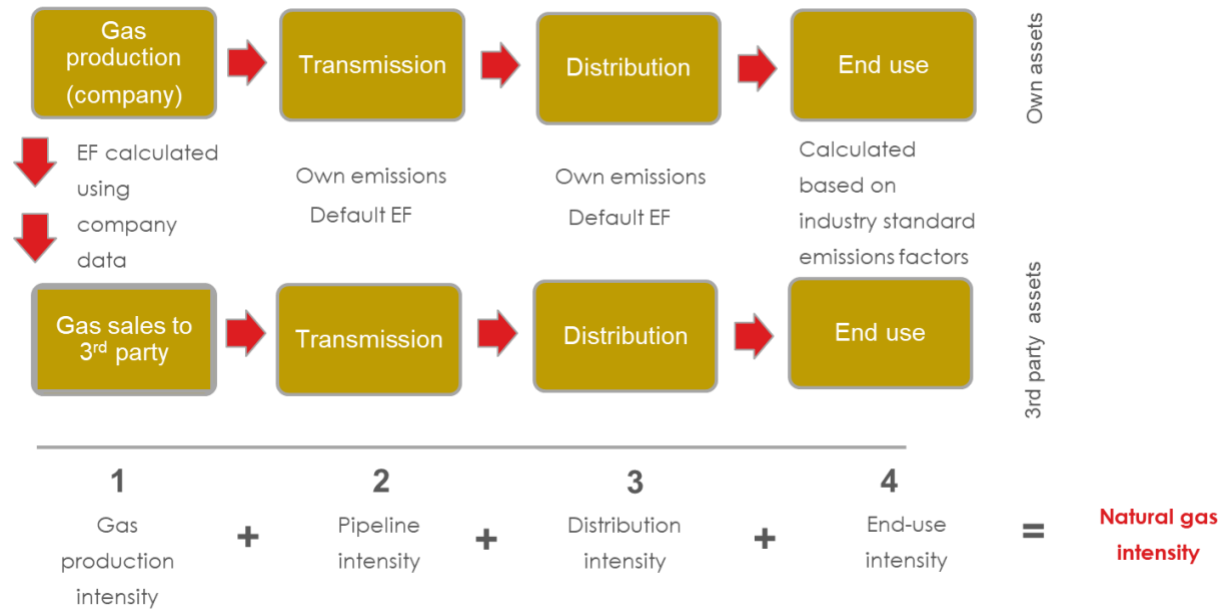 Gas
production
(company)
Transmission
Distribution
End use
Own assets
EF calculated
using
company
data
Own emissions
Default EF
Own emissions
Default EF
Calculated
based on
industry standard
emissions factors
Gas sales to
3rd party
Transmission
Distribution
End use
3rd party assets
1
Gas
production
intensity
+
2
Pipeline
intensity
+
3
Distribution
intensity
+
4
End-use
intensity
=
Natural gas
intensity